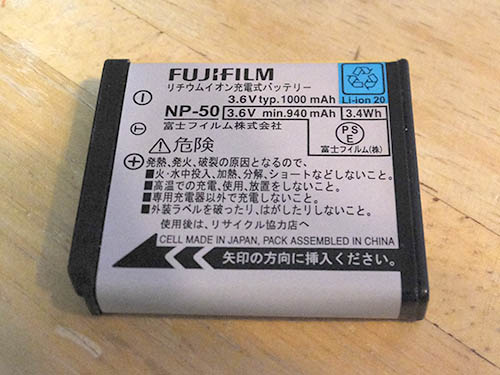 FUJIFILM
リチウムイオン充電式バッテリー
3.6V typ.1000 mAh
Li-ion 20
NP-50 3.6V min.940 mAh 3.4Wh
富士フイルム株式会社
PS
E
富士フイルム(株)
⚠危険
発熱、発火、破裂の原因となるので、
■火・水中投入、加熱、分解、ショートなどしないこと。
■高温での充電、使用、放置をしないこと。
■専用充電器以外で充電しないこと。
■外装ラベルを破ったり、はがしたりしないこと。
使用後は、リサイクル協力店へ
CELL MADE IN JAPAN, PACK ASSEMBLED IN CHINA
矢印の方向に挿入してください。